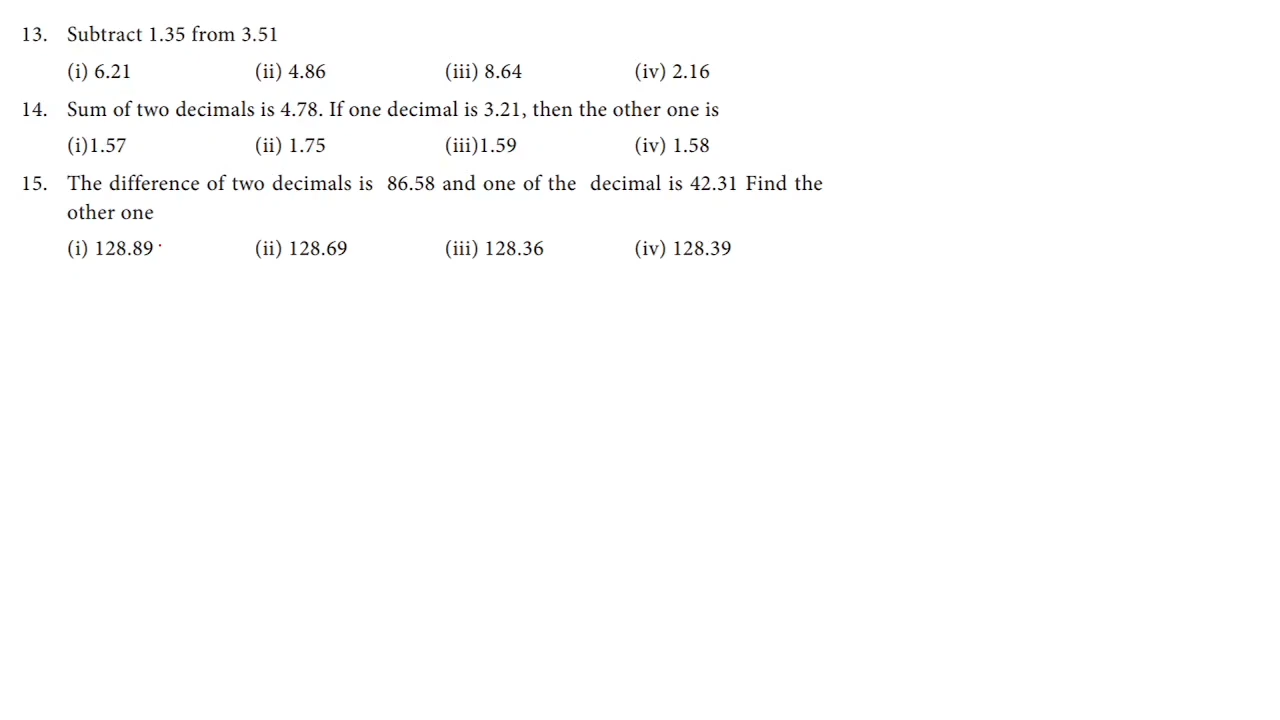 13. Subtract 1.35 from 3.51
(i) 6.21 (ii) 4.86 (iii) 8.64 (iv) 2.16
14. Sum of two decimals is 4.78. If one decimal is 3.21, then the other one is
(i)1.57 (ii) 1.75 (iii)1.59 (iv) 1.58
15. The difference of two decimals is 86.58 and one of the decimal is 42.31 Find the
other one
(i) 128.89 (ii) 128.69 (iii) 128.36 (iv) 128.39